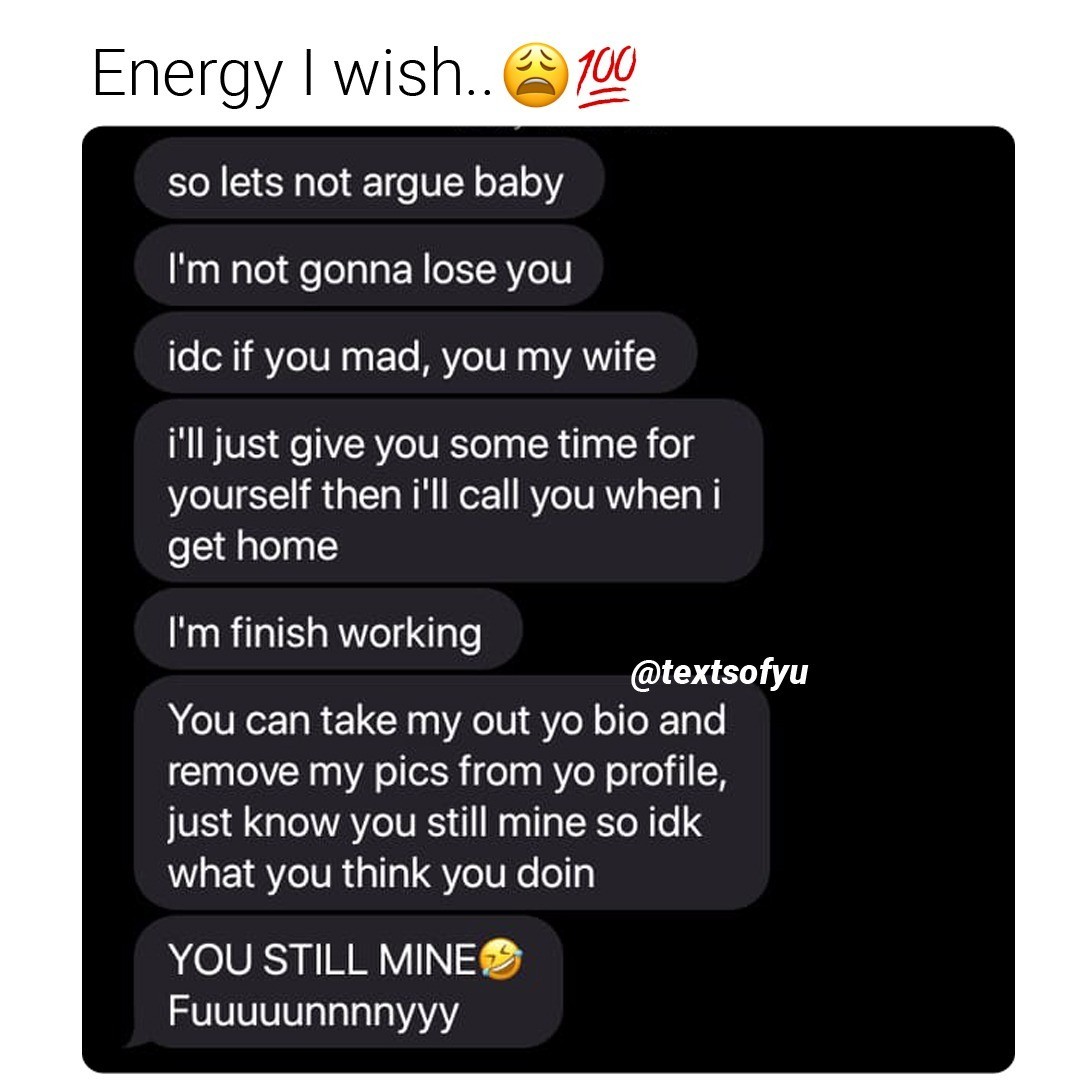 Energy I wish..😩💯
so lets not argue baby
I'm not gonna lose you
idc if you mad, you my wife
i'll just give you some time for
yourself then i'll call you when i
get home
I'm finish working
@textsofyu
You can take my out yo bio and
remove my pics from yo profile,
just know you still mine so idk
what you think you doin
YOU STILL MINE🤣
Fuuuuunnnnyyy